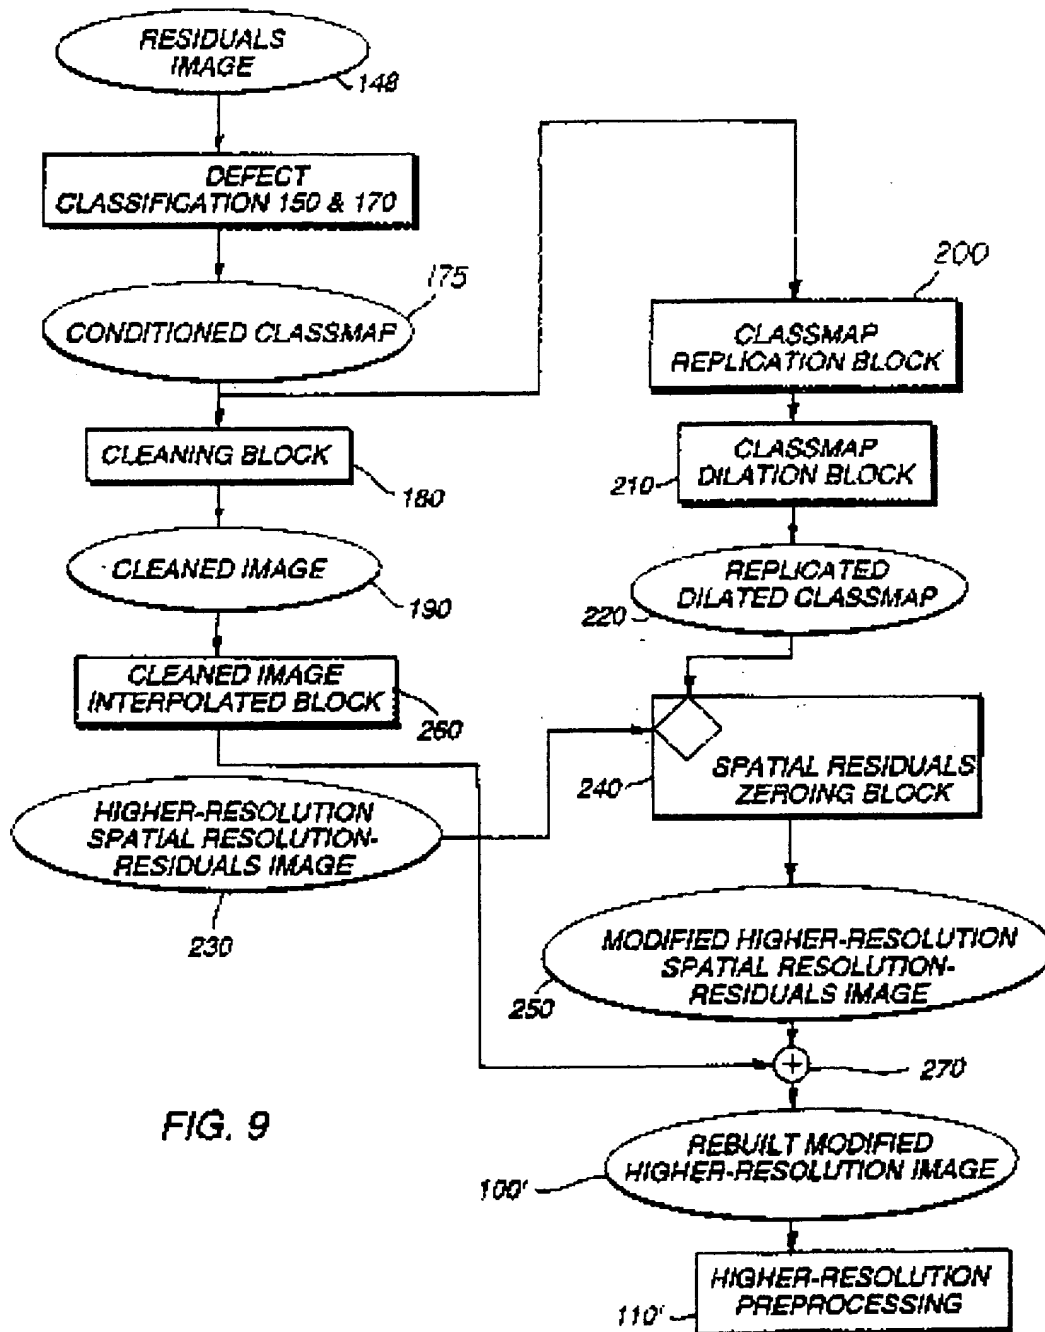 RESIDUALS
IMAGE
148
DEFECT
CLASSIFICATION 150 & 170
175
CONDITIONED CLASSMAP
CLEANING BLOCK
180
CLEANED IMAGE
190
CLEANED IMAGE
INTERPOLATED BLOCK
260
HIGHER-RESOLUTION
SPATIAL RESOLUTION-
RESIDUALS IMAGE
230
200
CLASSMAP
REPLICATION BLOCK
CLASSMAP
DILATION BLOCK
210
REPLICATED
DILATED CLASSMAP
220
SPATIAL RESIDUALS
ZEROING BLOCK
240
MODIFIED HIGHER-RESOLUTION
SPATIAL RESOLUTION-
RESIDUALS IMAGE
250
+
270
REBUILT MODIFIED
HIGHER-RESOLUTION IMAGE
100'
HIGHER-RESOLUTION
PREPROCESSING
110'
FIG. 9